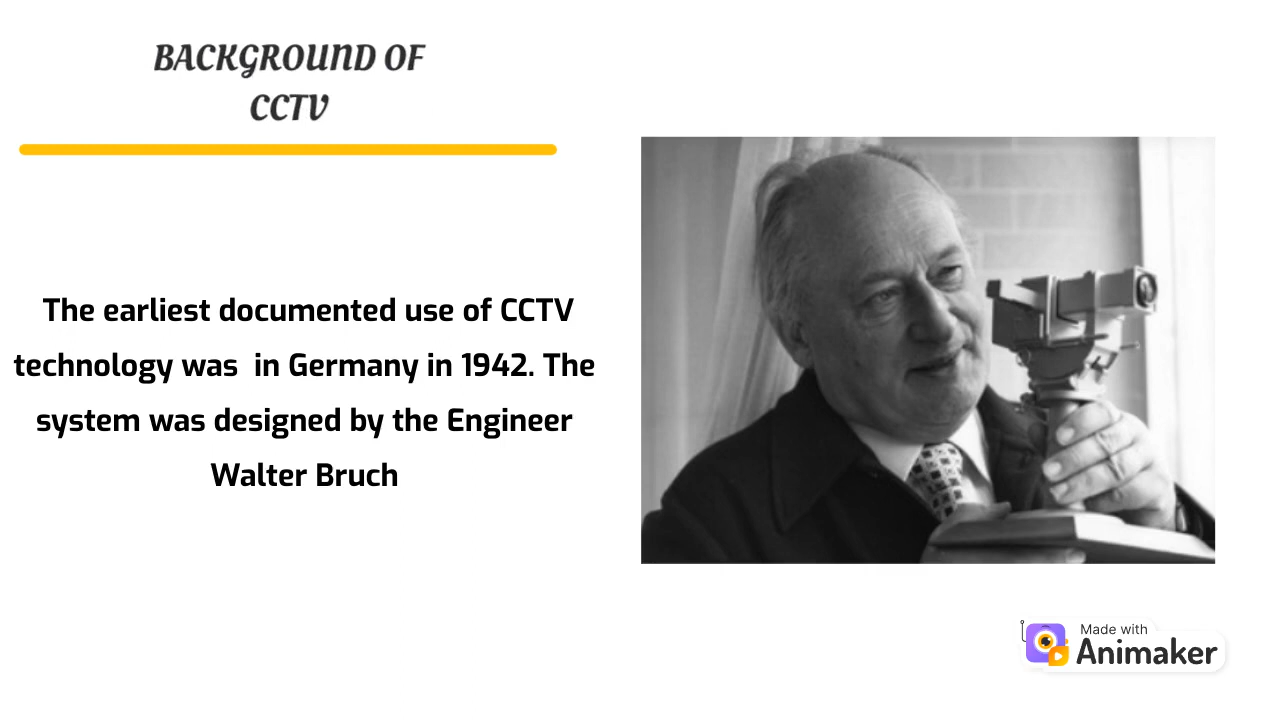 BACKGROUND OF
CCTV
The earliest documented use of CCTV
technology was  in Germany in 1942. The
system was designed by the Engineer
Walter Bruch
Made with
Animaker